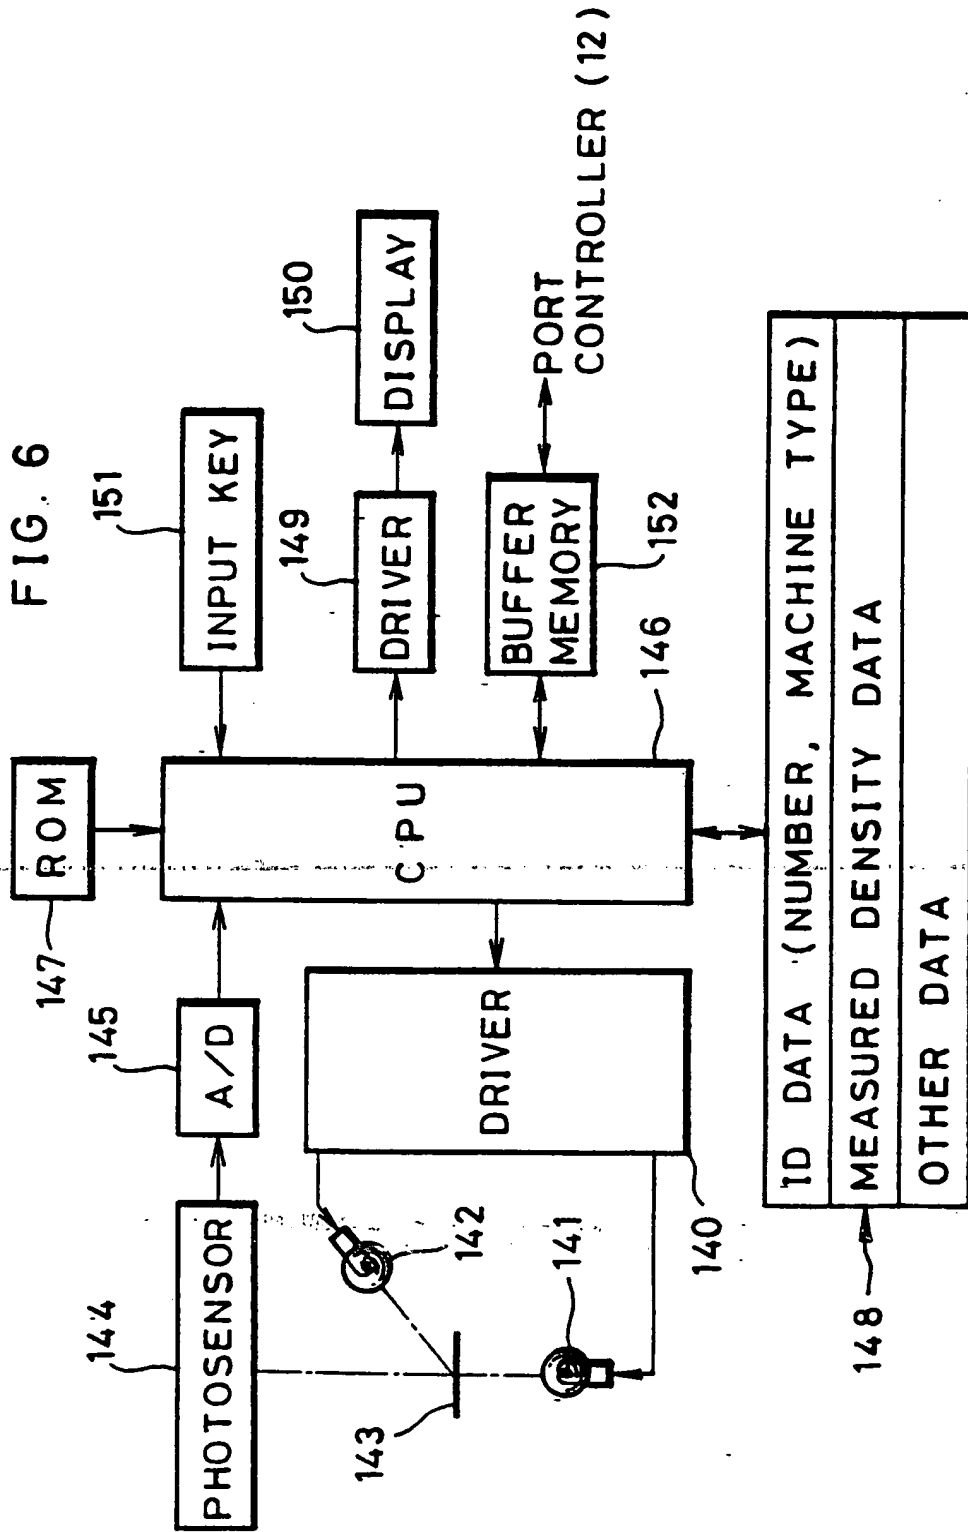 FIG. 6
147
ROM
151
INPUT KEY
144
PHOTOSENSOR
145
A/D
CPU
146
149
DRIVER
150
DISPLAY
142
143
141
DRIVER
140
BUFFER
MEMORY
152
PORT
CONTROLLER (12)
148
ID DATA (NUMBER, MACHINE TYPE)
MEASURED DENSITY DATA
OTHER DATA